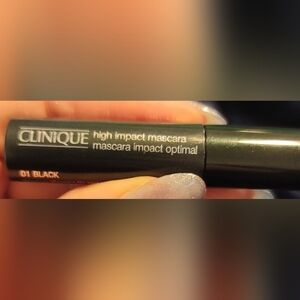 CLINIQUE high impact mascara
mascara impact optimal
01 BLACK